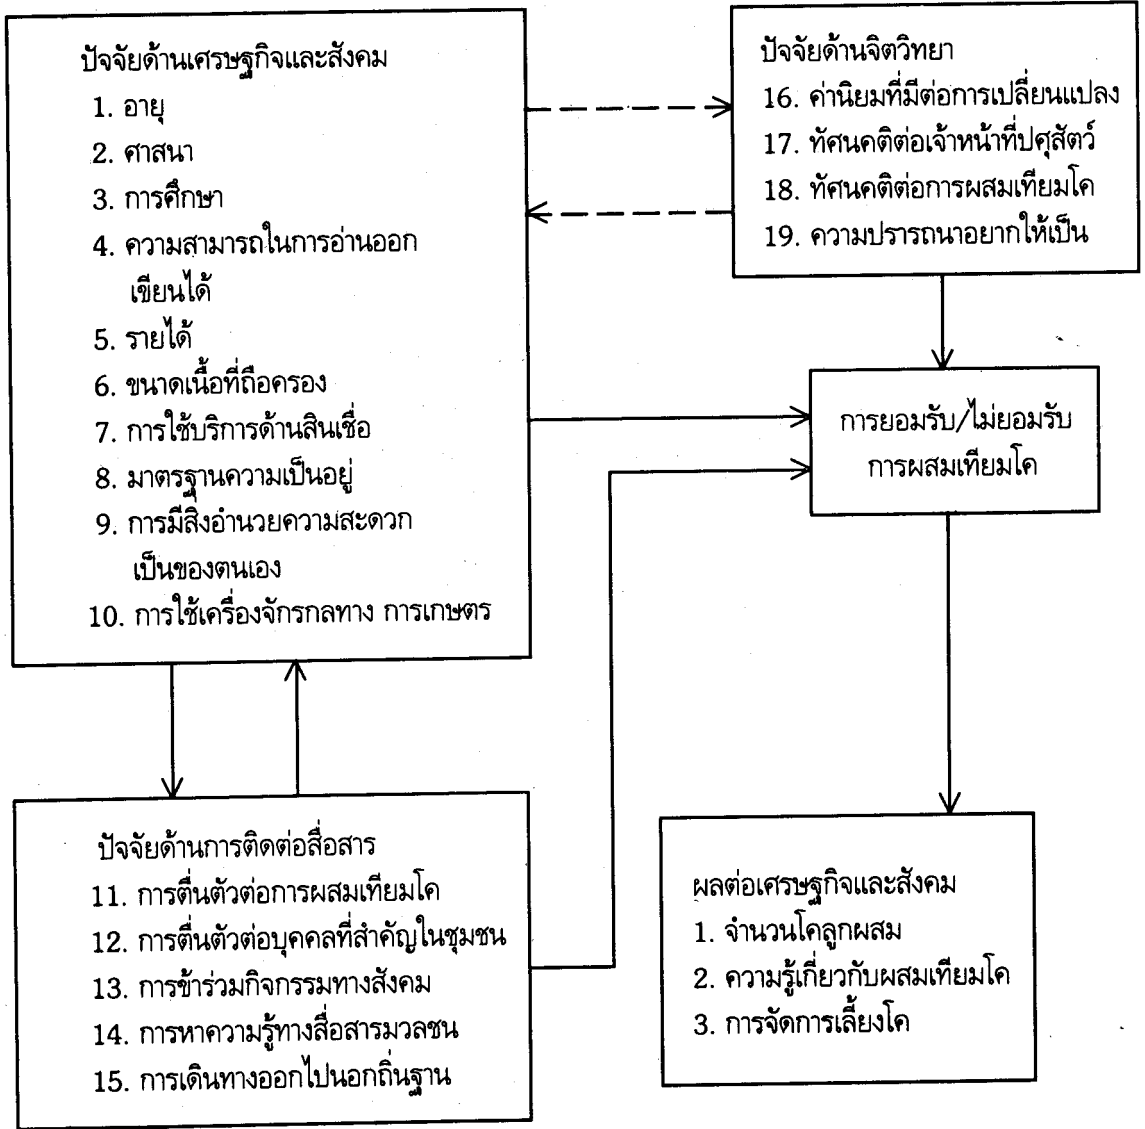 ปัจจัยด้านเศรษฐกิจและสังคม
1. อายุ
2. ศาสนา
3. การศึกษา
4. ความสามารถในการอ่านออก
เขียนได้
5. รายได้
6. ขนาดเนื้อที่ถือครอง
7. การใช้บริการด้านสินเชื่อ
8. มาตรฐานความเป็นอยู่
9. การมีสิ่งอำนวยความสะดวก
เป็นของตนเอง
10. การใช้เครื่องจักรกลทาง การเกษตร
ปัจจัยด้านจิตวิทยา
16. ค่านิยมที่มีต่อการเปลี่ยนแปลง
17. ทัศนคติต่อเจ้าหน้าที่ปศุสัตว์
18. ทัศนคติต่อการผสมเทียมโค
19. ความปรารถนาอยากให้เป็น
การยอมรับ/ไม่ยอมรับ
การผสมเทียมโค
ปัจจัยด้านการติดต่อสื่อสาร
11. การตื่นตัวต่อการผสมเทียมโค
12. การตื่นตัวต่อบุคคลที่สำคัญในชุมชน
13. การข้าร่วมกิจกรรมทางสังคม
14. การหาความรู้ทางสื่อสารมวลชน
15. การเดินทางออกไปนอกถิ่นฐาน
ผลต่อเศรษฐกิจและสังคม
1. จำนวนโคลูกผสม
2. ความรู้เกี่ยวกับผสมเทียมโค
3. การจัดการเลี้ยงโค